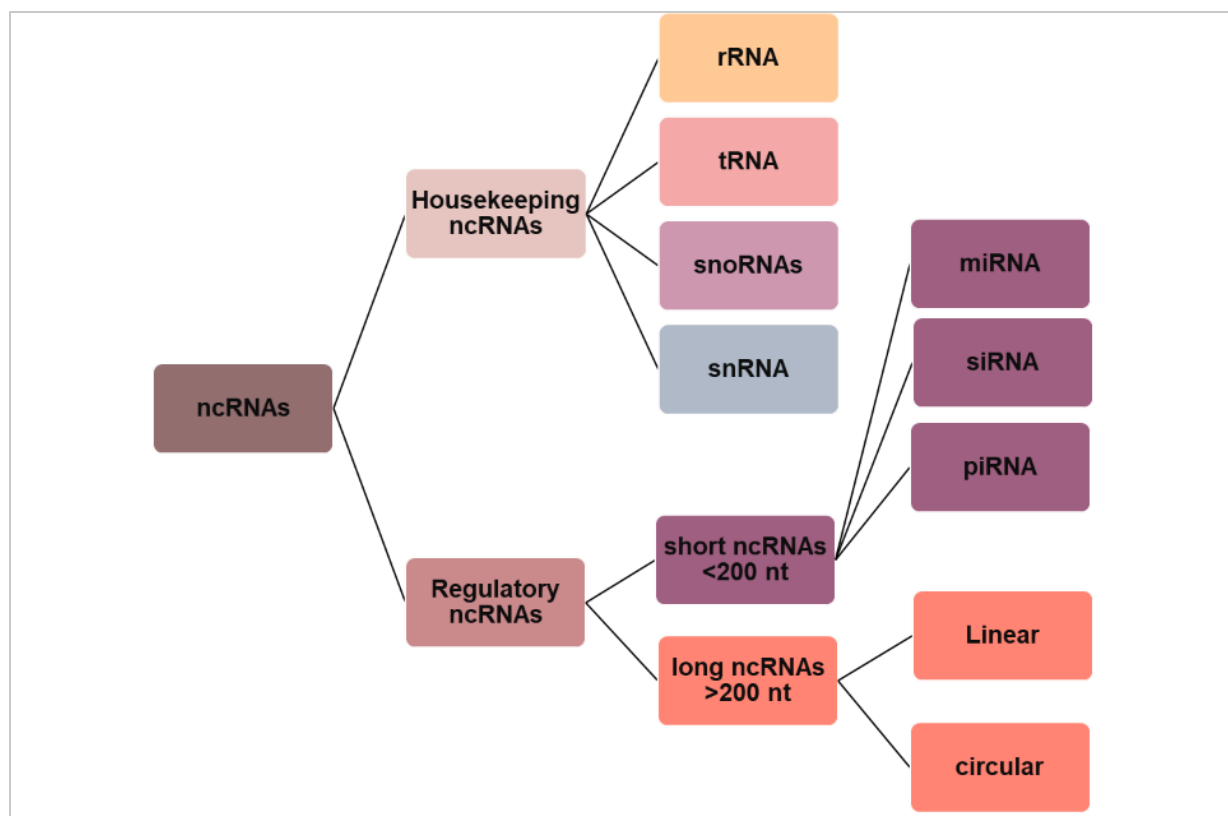 rRNA
tRNA
Housekeeping
ncRNAs
snoRNAs
miRNA
siRNA
snRNA
ncRNAs
piRNA
short ncRNAs
<200 nt
Regulatory
ncRNAs
Linear
long ncRNAs
>200 nt
circular